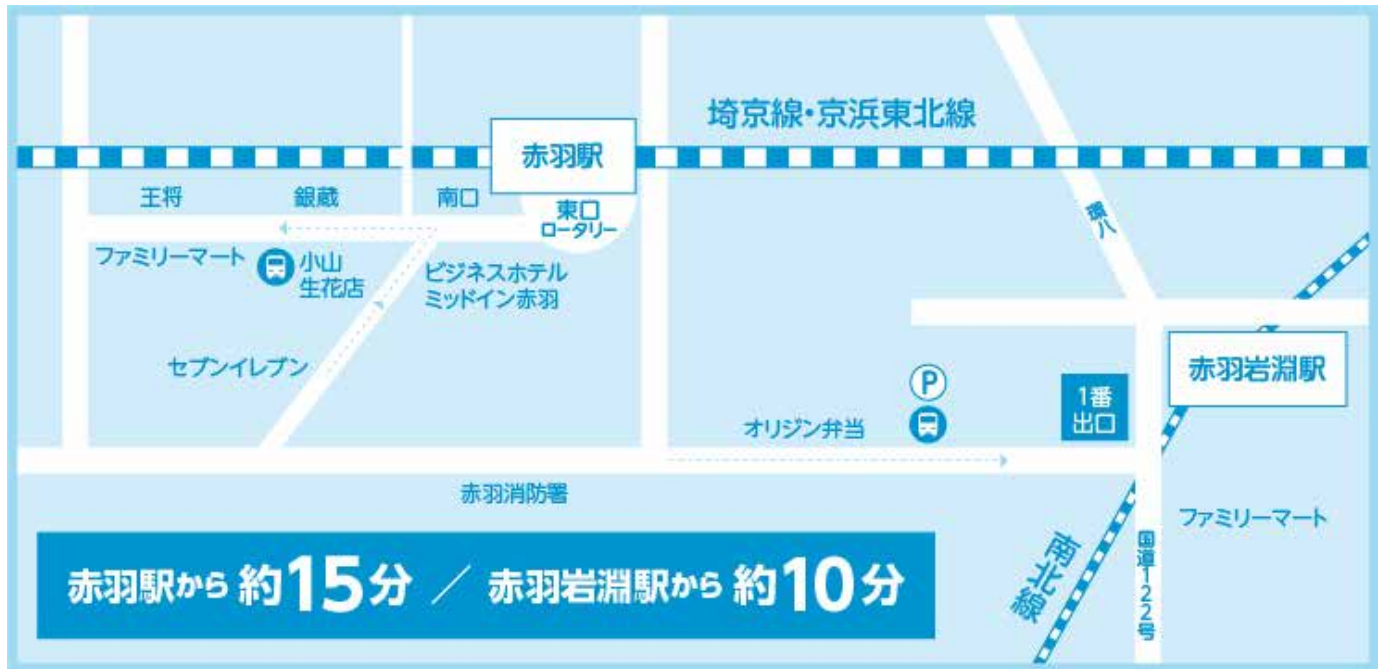 埼京線・京浜東北線
赤羽駅
王将
銀蔵
南口
東口
ロータリー
環八
ファミリーマート
小山
生花店
ビジネスホテル
ミッドイン赤羽
セブンイレブン
赤羽岩淵駅
P
1番
出口
オリジン弁当
赤羽消防署
ファミリーマート
南北線
国道122号
赤羽駅から 約15分 / 赤羽岩淵駅から 約10分